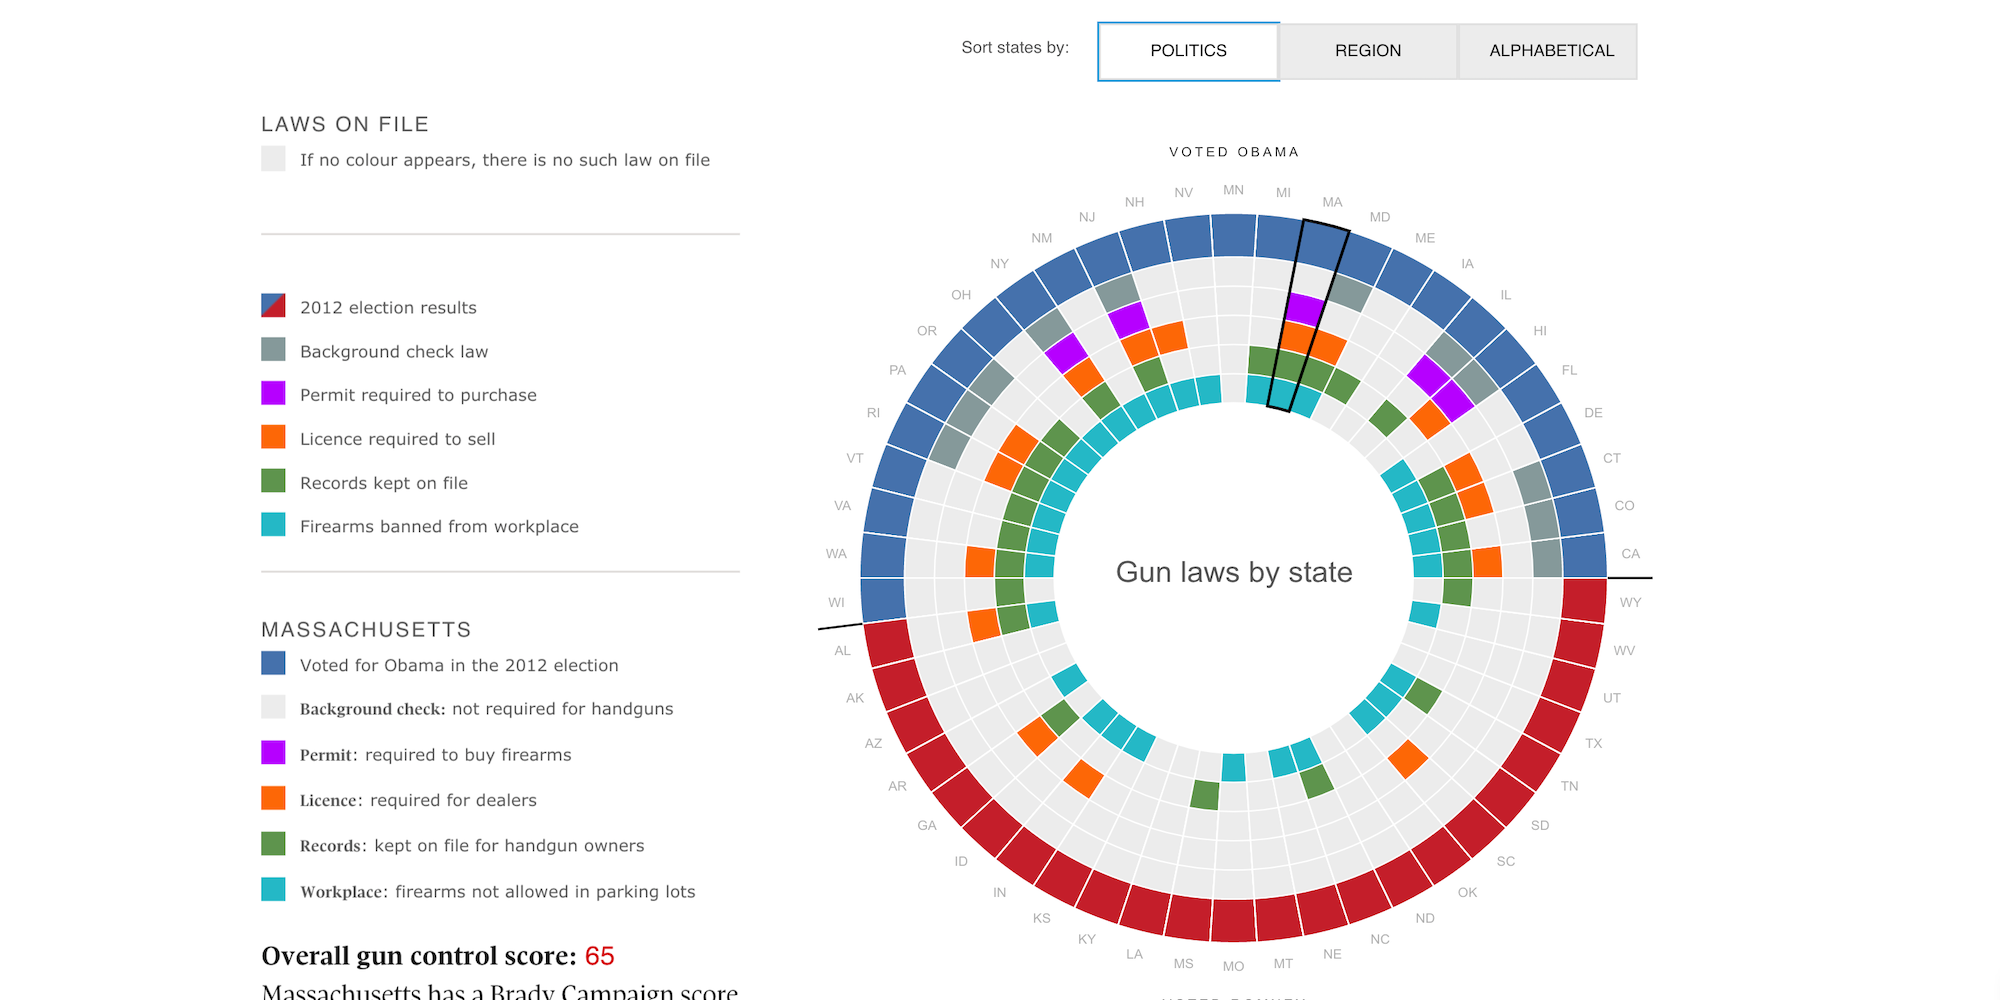 Sort states by:
POLITICS
REGION
ALPHABETICAL
LAWS ON FILE
If no colour appears, there is no such law on file
2012 election results
Background check law
Permit required to purchase
Licence required to sell
Records kept on file
Firearms banned from workplace
MASSACHUSETTS
Voted for Obama in the 2012 election
Background check: not required for handguns
Permit: required to buy firearms
Licence: required for dealers
Records: kept on file for handgun owners
Workplace: firearms not allowed in parking lots
Overall gun control score: 65
Massachusetts has a Brady Campaign score
VOTED OBAMA
MN
MI
MA
MD
ME
IA
IL
HI
FL
DE
CT
CO
CA
WY
WV
UT
TX
TN
SD
SC
OK
ND
NC
NE
MT
MO
MS
LA
KY
KS
IN
ID
GA
AR
AZ
AK
AL
WI
WA
VA
VT
RI
PA
OR
OH
NY
NM
NJ
NH
NV
Gun laws by state